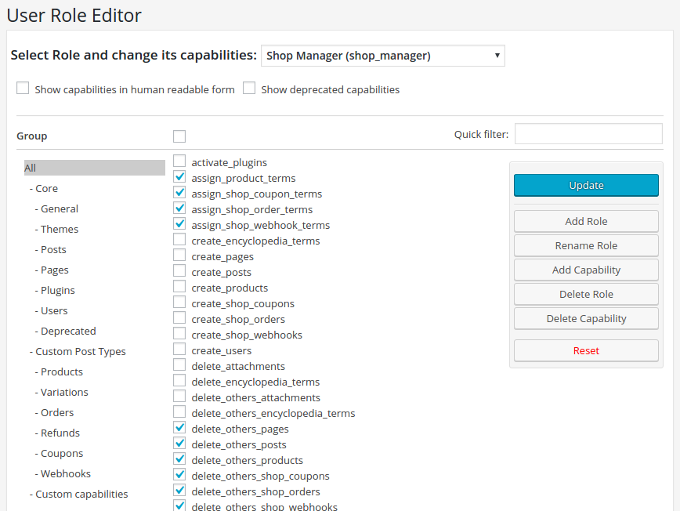 User Role Editor
Select Role and change its capabilities: Shop Manager (shop_manager)
Show capabilities in human readable form Show deprecated capabilities
Group
Quick filter:
All
- Core
- General
- Themes
- Posts
- Pages
- Plugins
- Users
- Deprecated
- Custom Post Types
- Products
- Variations
- Orders
- Refunds
- Coupons
- Webhooks
- Custom capabilities
activate_plugins
assign_product_terms
assign_shop_coupon_terms
assign_shop_order_terms
assign_shop_webhook_terms
create_encyclopedia_terms
create_pages
create_posts
create_products
create_shop_coupons
create_shop_orders
create_shop_webhooks
create_users
delete_attachments
delete_encyclopedia_terms
delete_others_attachments
delete_others_encyclopedia_terms
delete_others_pages
delete_others_posts
delete_others_products
delete_others_shop_coupons
delete_others_shop_orders
delete_others_shop_webhooks
Update
Add Role
Rename Role
Add Capability
Delete Role
Delete Capability
Reset